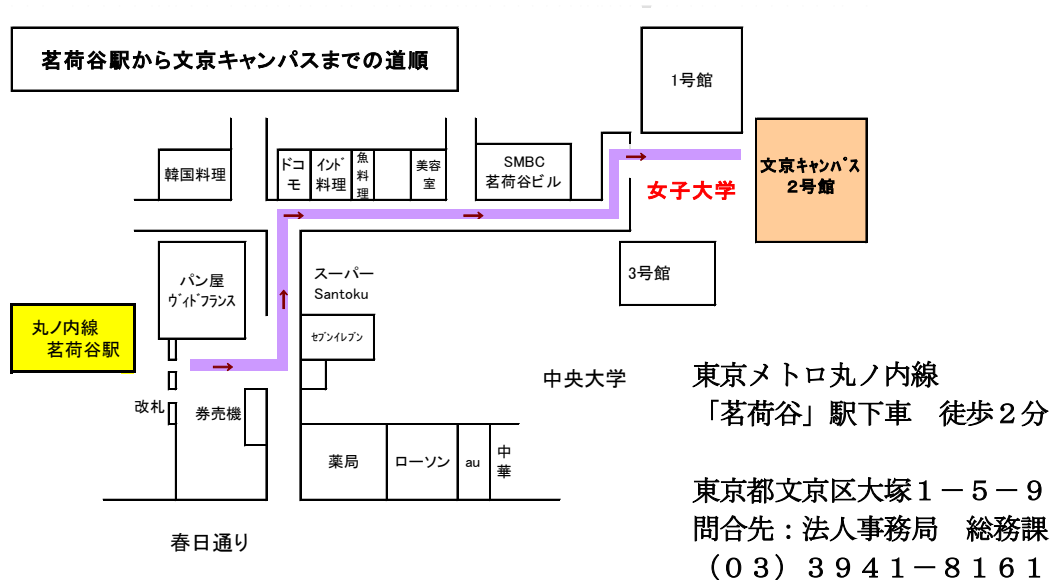 茗荷谷駅から文京キャンパスまでの道順
1号館
韓国料理
ドコモ
インド料理
魚料理
美容室
SMBC
茗荷谷ビル
文京キャンパス
2号館
女子大学
パン屋
ヴィドフランス
スーパー
Santoku
3号館
丸ノ内線
茗荷谷駅
セブンイレブン
改札
券売機
中央大学
薬局
ローソン
au
中華
春日通り
東京メトロ丸ノ内線
「茗荷谷」駅下車　徒歩２分
東京都文京区大塚１－５－９
問合先：法人事務局　総務課
（０３）３９４１－８１６１